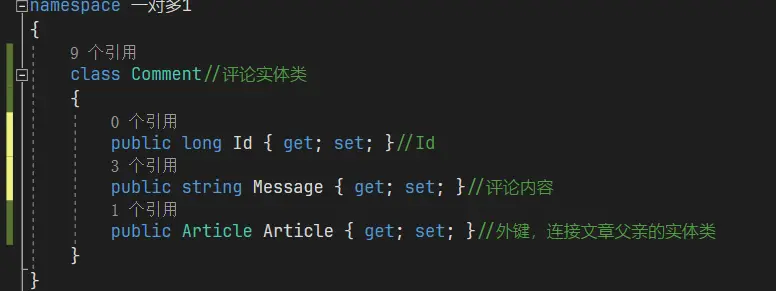 namespace 一对多1
{
9 个引用
class Comment//评论实体类
{
0 个引用
public long Id { get; set; }//Id
3 个引用
public string Message { get; set; }//评论内容
1 个引用
public Article Article { get; set; }//外键，连接文章父亲的实体类
}
}